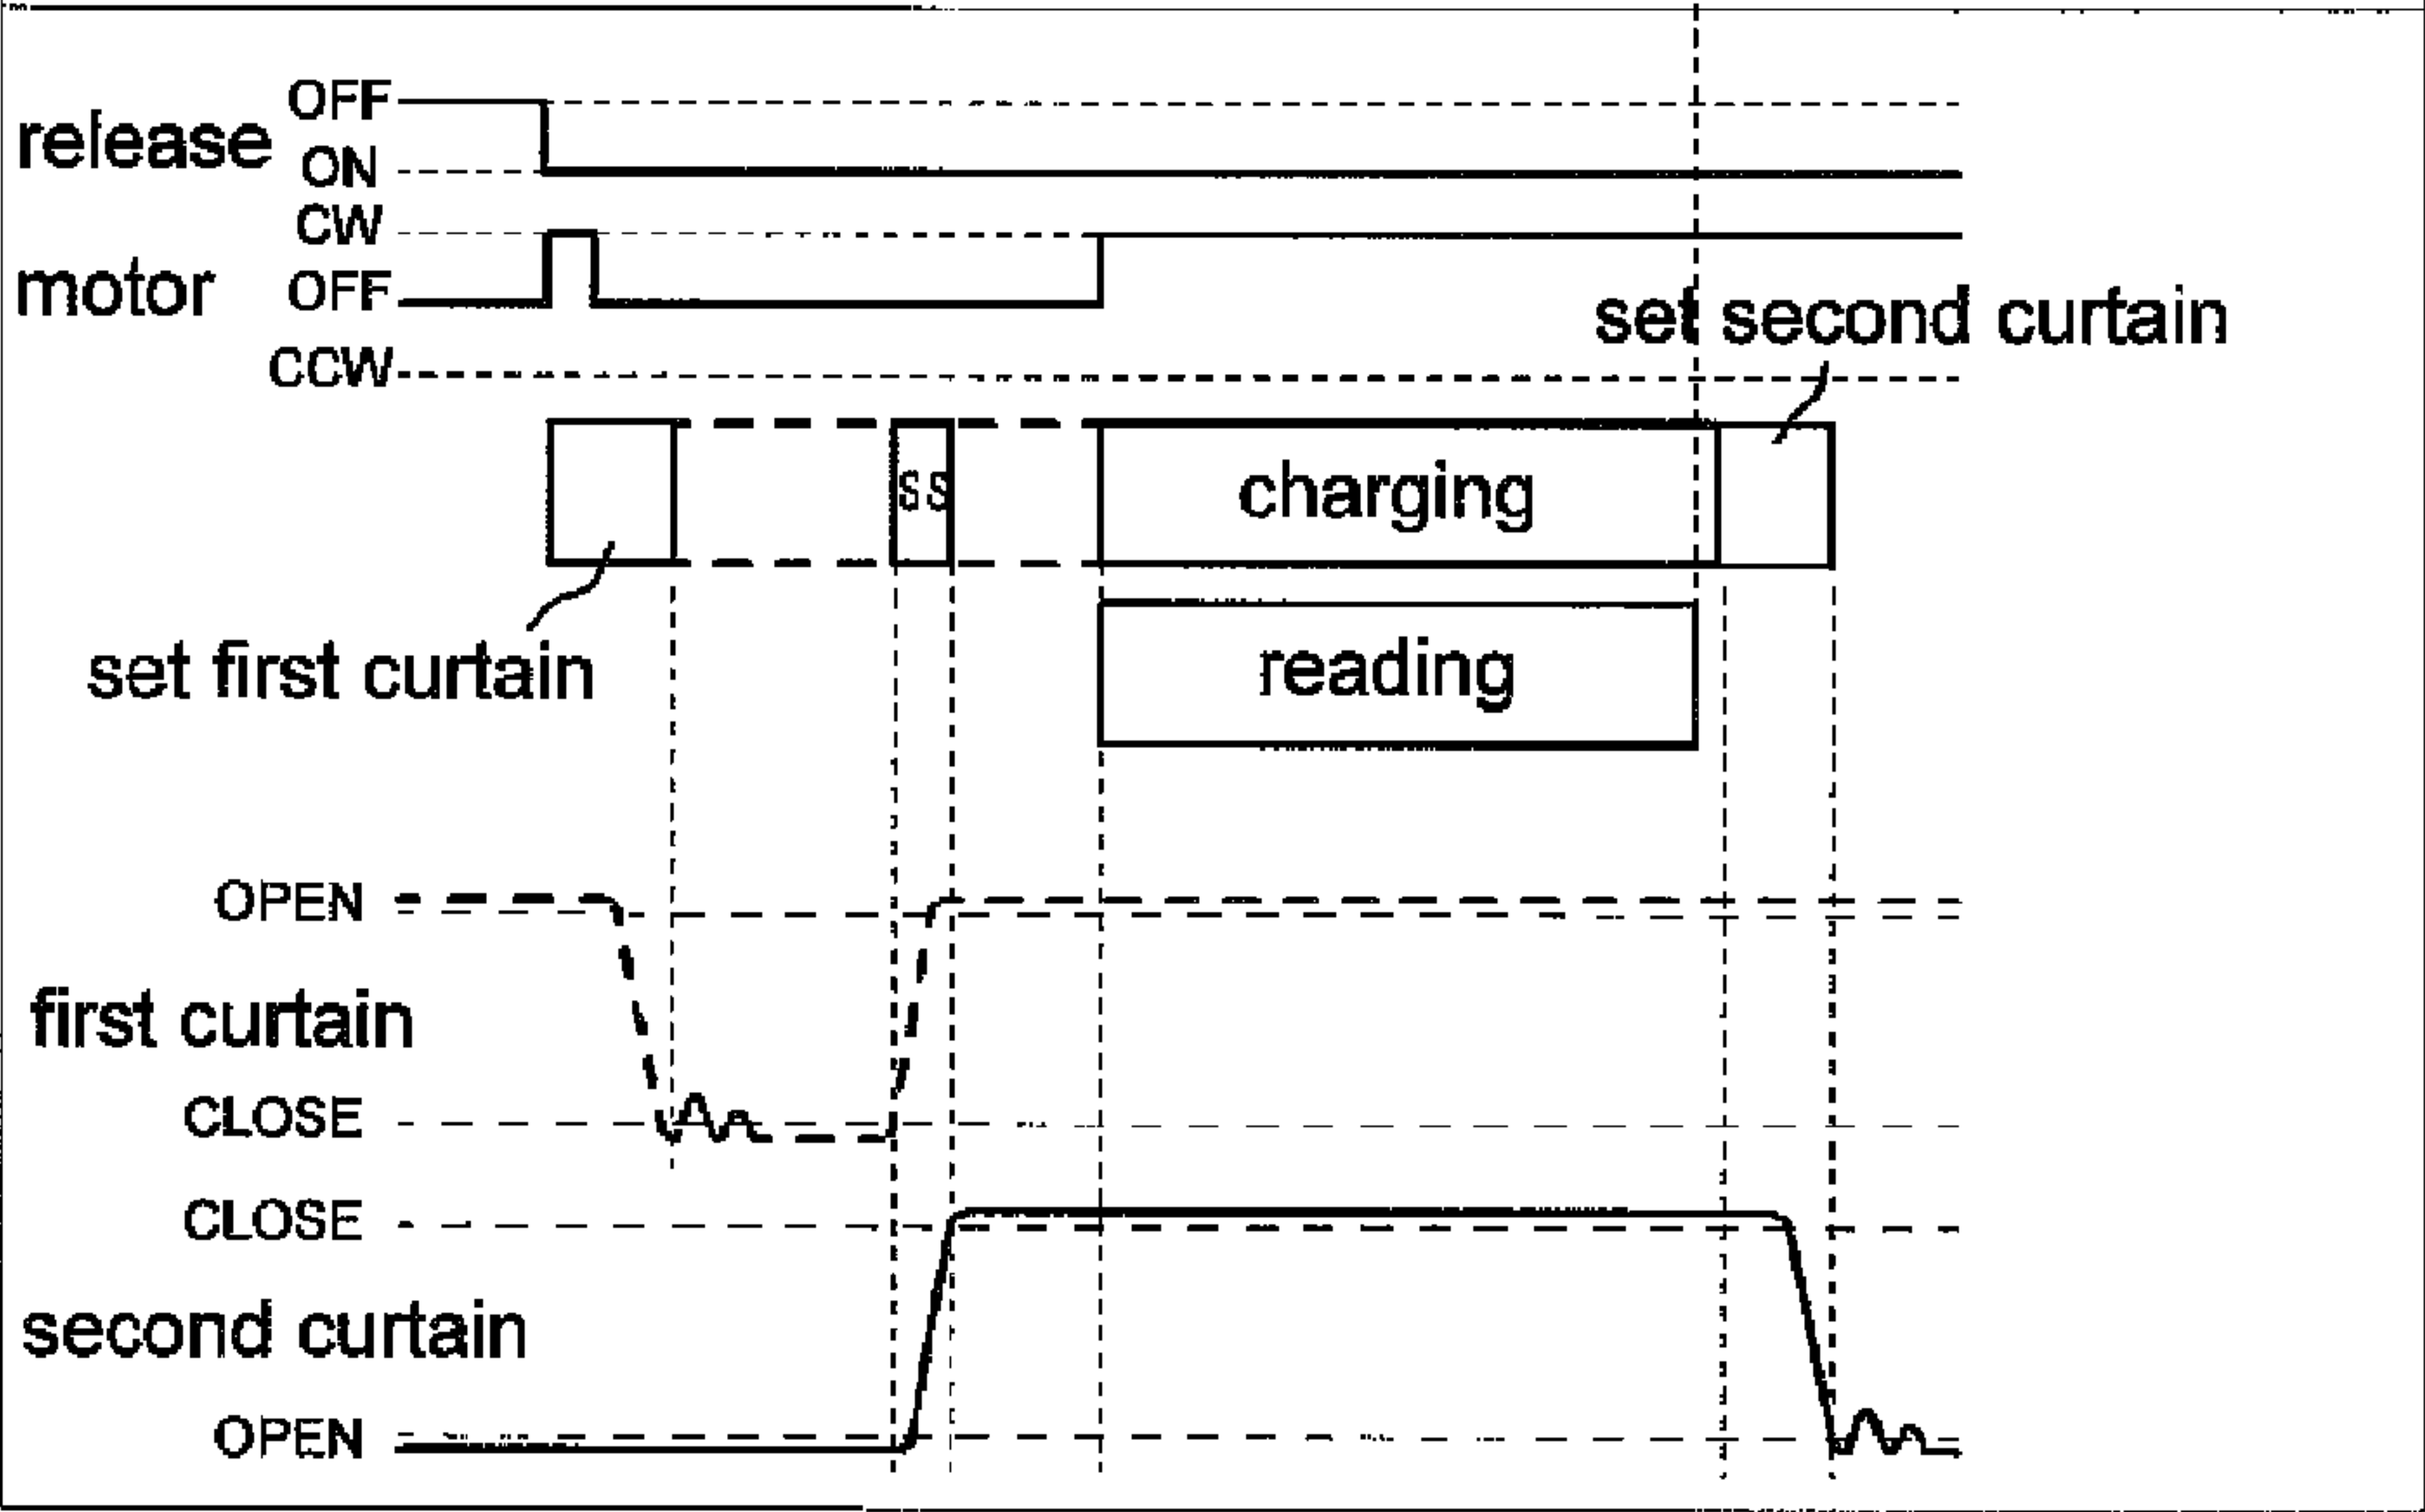 OFF
release
ON
CW
motor
OFF
CCW
set second curtain
SS
charging
set first curtain
reading
OPEN
first curtain
CLOSE
CLOSE
second curtain
OPEN